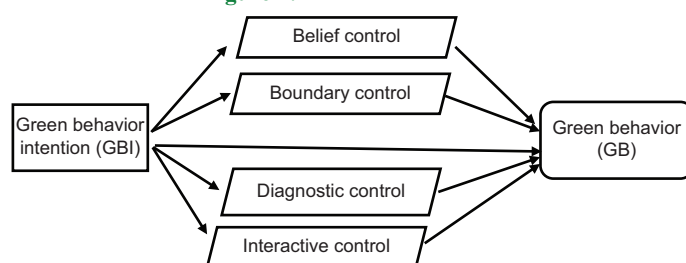 Belief control
Boundary control
Green behavior
intention (GBI)
Green behavior
(GB)
Diagnostic control
Interactive control